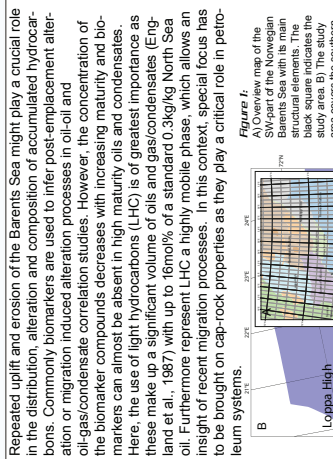 Repeated uplift and erosion of the Barents Sea might play a crucial role
in the distribution, alteration and composition of accumulated hydrocar-
bons. Commonly biomarkers are used to infer post-emplacement alter-
ation or migration induced alteration processes in oil-oil and
oil-gas/condensate correlation studies. However, the concentration of
the biomarker compounds decreases with increasing maturity and bio-
markers can almost be absent in high maturity oils and condensates.
Here, the use of light hydrocarbons (LHC) is of greatest importance as
these make up a significant volume of oils and gas/condensates (Eng-
land et al., 1987) with up to 16mol% of a standard 0.3kg/kg North Sea
oil. Furthermore represent LHC a highly mobile phase, which allows an
insight of recent migration processes. In this context, special focus has
to be brought on cap-rock properties as they play a critical role in petro-
leum systems.
Figure 1:
A) Overview map of the
SW-part of the Norwegian
Barents Sea with its main
structural elements. The
black square indicates the
study area. B) The study
B
21°E
22°E
23°E
24°E
72°N
A
Loppa High